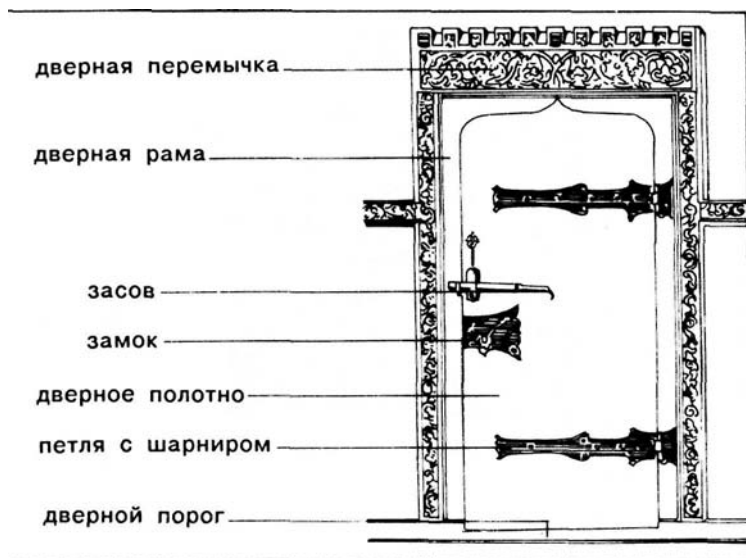 дверная перемычка
дверная рама
засов
замок
дверное полотно
петля с шарниром
дверной порог